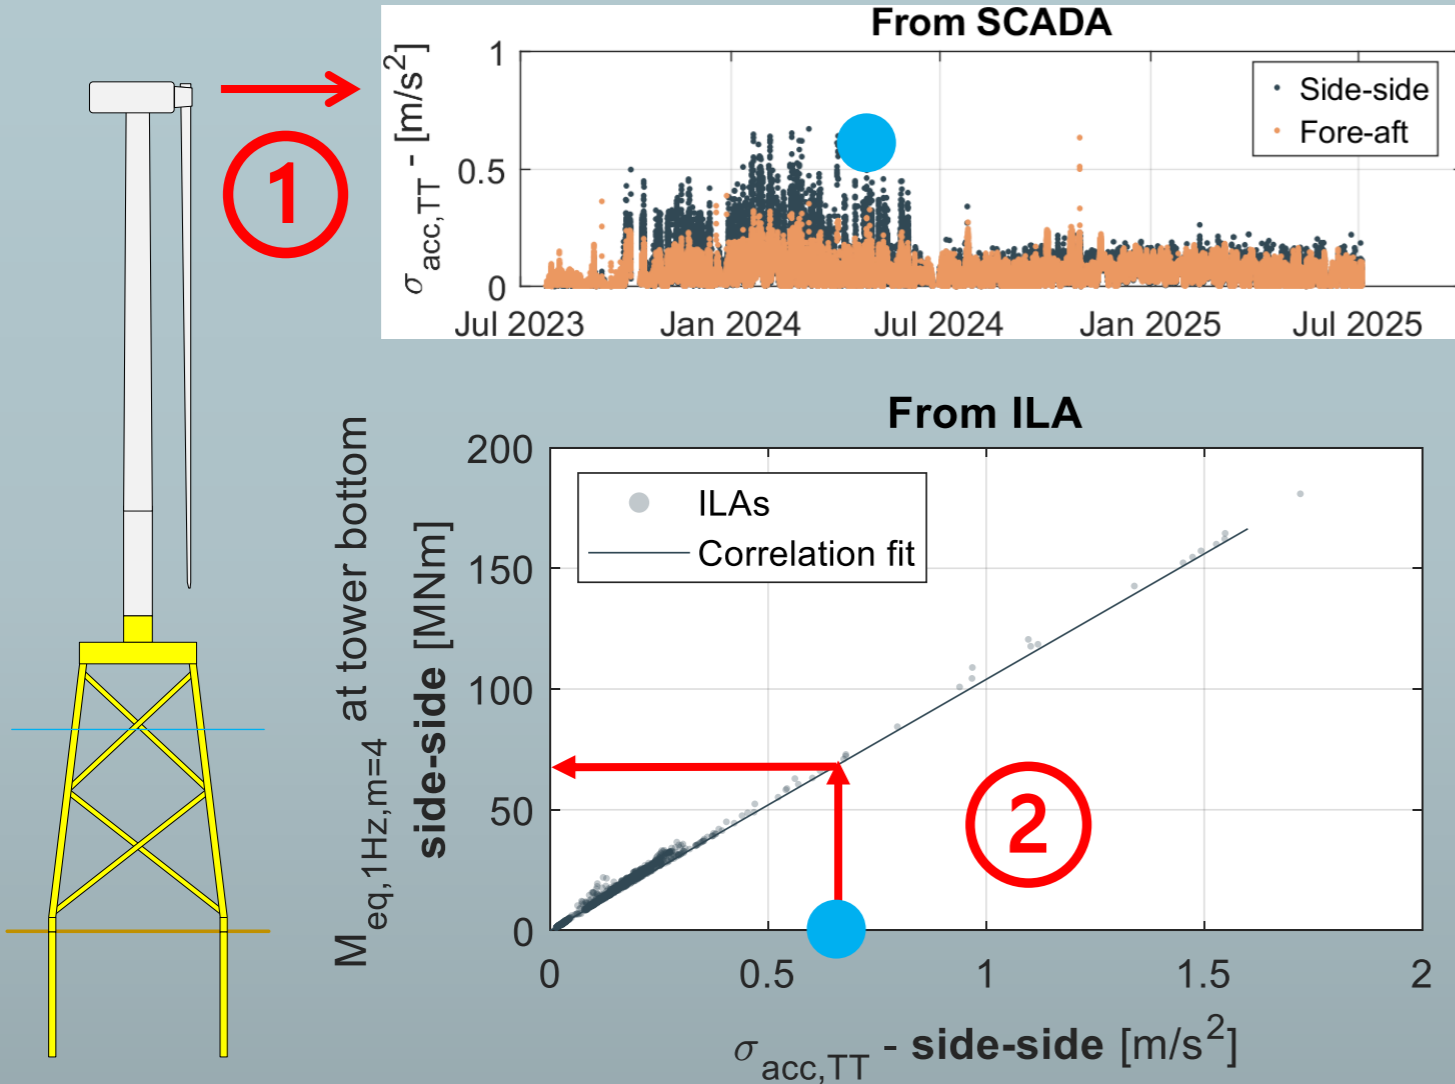 From SCADA
σacc,TT - [m/s²]
1
0.5
0
Side-side
Fore-aft
Jul 2023
Jan 2024
Jul 2024
Jan 2025
Jul 2025
1
From ILA
Meq,1Hz,m=4 at tower bottom
side-side [MNm]
200
150
100
50
0
ILAs
Correlation fit
2
0
0.5
1
1.5
2
σacc,TT - side-side [m/s²]